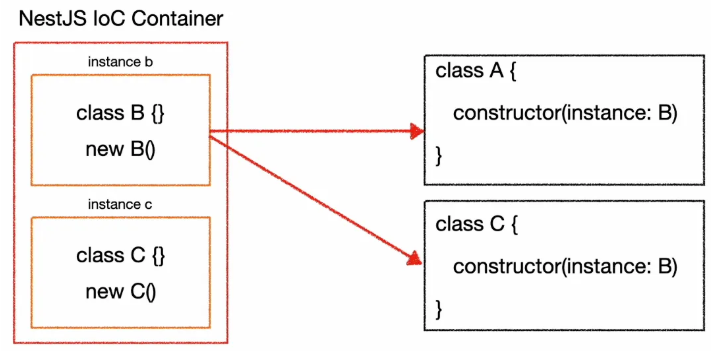 NestJS IoC Container
instance b
class B {}
new B()
instance c
class C {}
new C()
class A {
constructor(instance: B)
}
class C {
constructor(instance: B)
}